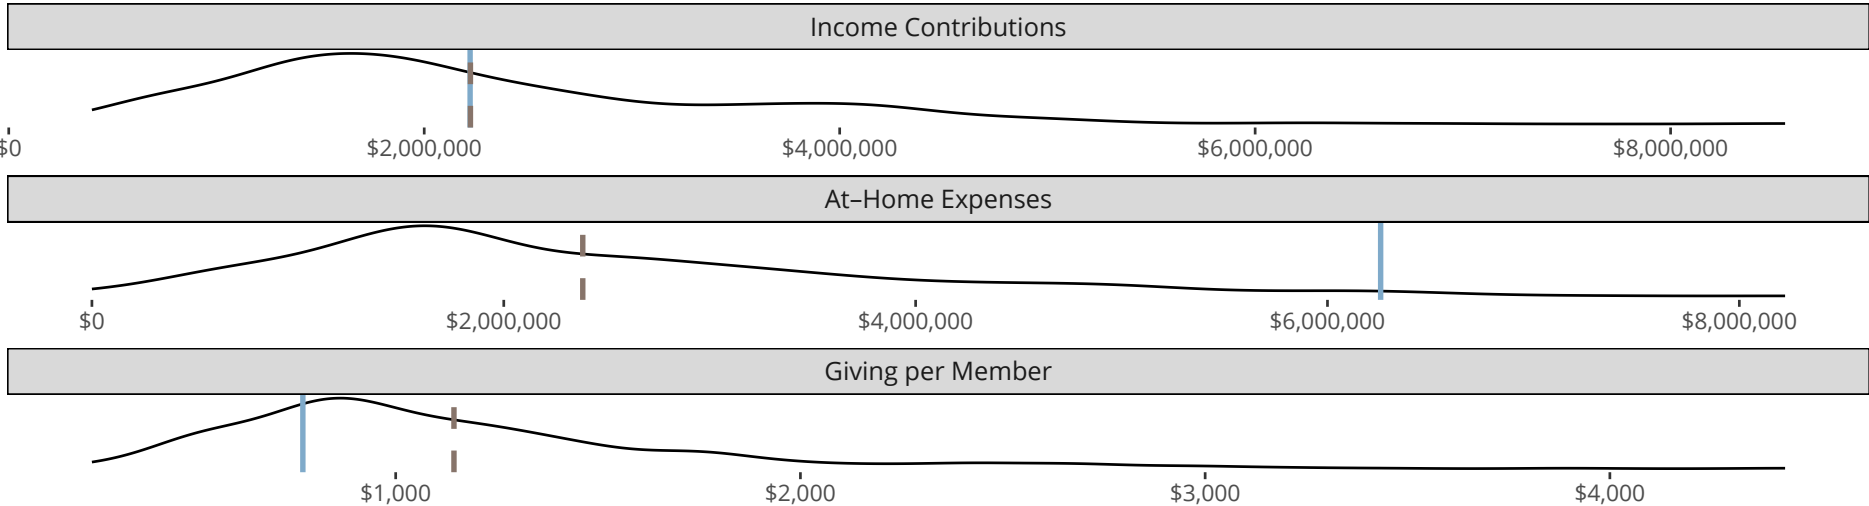 Income Contributions
$0 $2,000,000 $4,000,000 $6,000,000 $8,000,000
At–Home Expenses
$0 $2,000,000 $4,000,000 $6,000,000 $8,000,000
Giving per Member
$1,000 $2,000 $3,000 $4,000